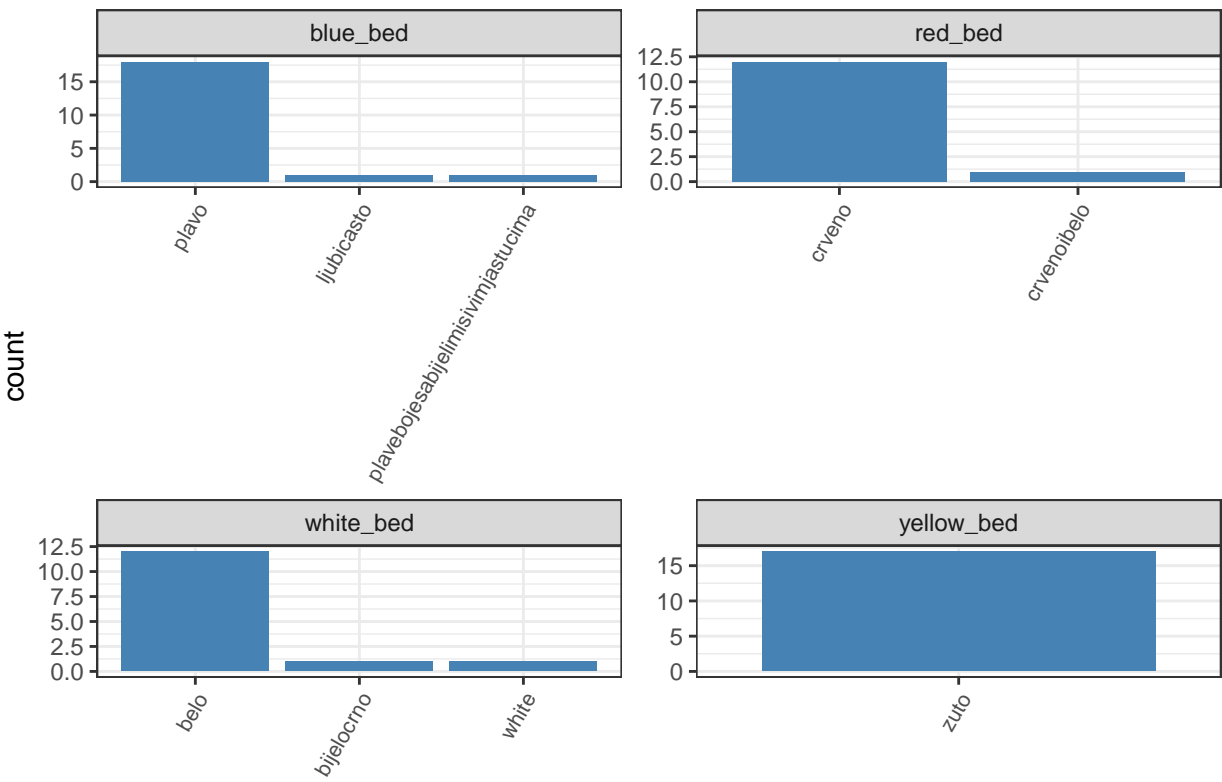 blue_bed
red_bed
15
10
5
0
12.5
10.0
7.5
5.0
2.5
0.0
plavo
ljubicasto
plavebojesabijelimisivimjastucima
crveno
crvenoibelo
count
white_bed
yellow_bed
12.5
10.0
7.5
5.0
2.5
0.0
15
10
5
0
belo
bijelocrno
white
zuto